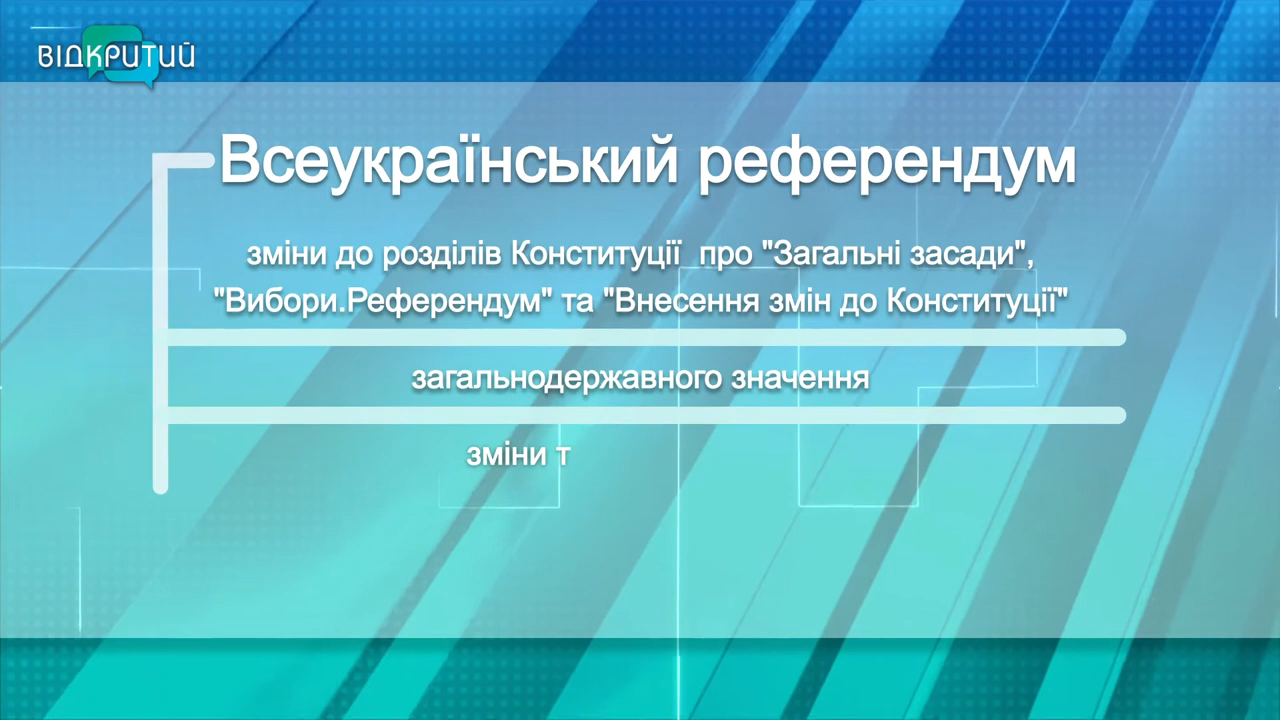 ВІДКРИТИЙ
Всеукраїнський референдум
зміни до розділів Конституції про "Загальні засади",
"Вибори.Референдум" та "Внесення змін до Конституції"
загальнодержавного значення
зміни т